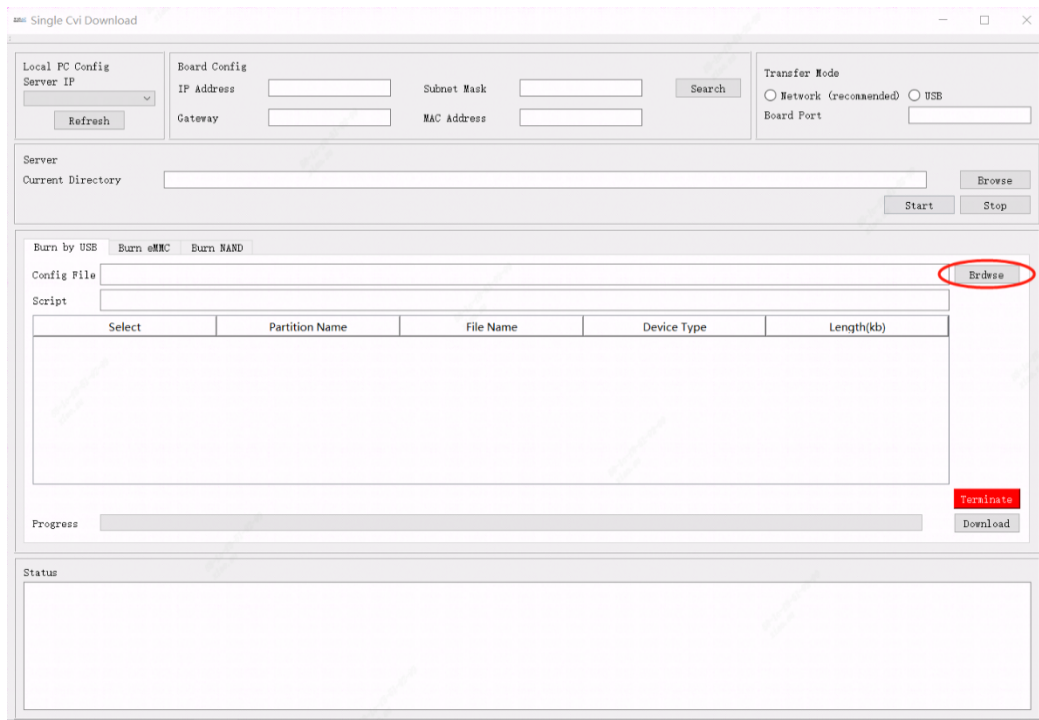 Single Cvi Download
Local PC Config
Server IP
Refresh
Board Config
IP Address
Subnet Mask
Search
Gateway
MAC Address
Transfer Mode
Network (recommended)
USB
Board Port
Server
Current Directory
Browse
Start
Stop
Burn by USB
Burn eMMC
Burn NAND
Config File
Brdwse
Script
Select
Partition Name
File Name
Device Type
Length(kb)
Terminate
Progress
Download
Status